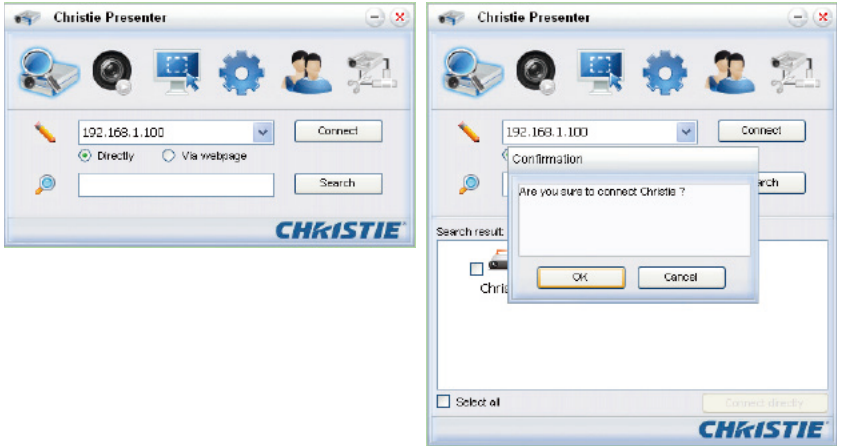 Christie Presenter
192.168.1.100
Connect
Directly
Via webpage
Search
CHRISTIE
Christie Presenter
192.168.1.100
Connect
Confirmation
Are you sure to connect Christie ?
OK
Cancel
arch
Search result:
Chris
Select all
Connect directly
CHRISTIE